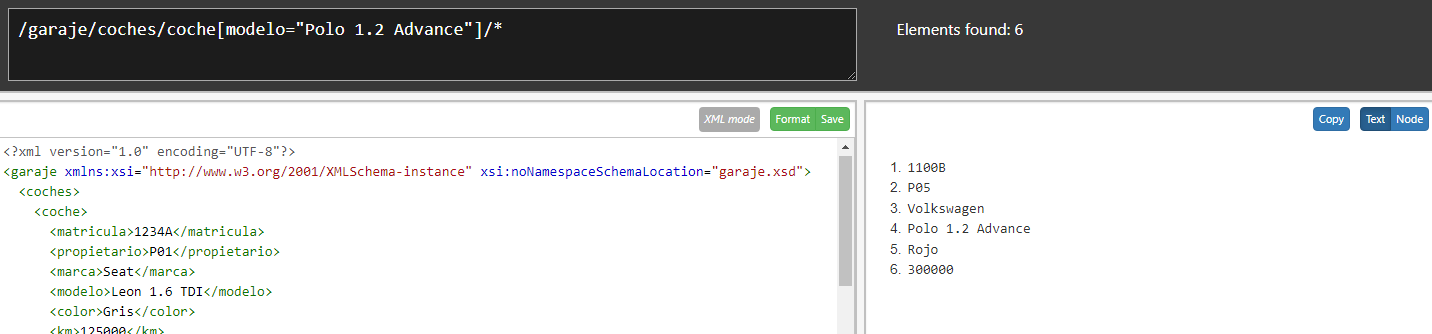 /garaje/coches/coche[modelo="Polo 1.2 Advance"]/*
Elements found: 6
XML mode
Format
Save
Copy
Text
Node
<?xml version="1.0" encoding="UTF-8"?>
<garaje xmlns:xsi="http://www.w3.org/2001/XMLSchema-instance" xsi:noNamespaceSchemaLocation="garaje.xsd">
<coches>
<coche>
<matricula>1234A</matricula>
<propietario>P01</propietario>
<marca>Seat</marca>
<modelo>Leon 1.6 TDI</modelo>
<color>Gris</color>
<km>125000</km>
1. 1100B
2. P05
3. Volkswagen
4. Polo 1.2 Advance
5. Rojo
6. 300000